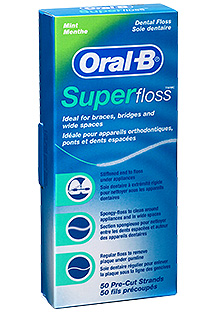 Mint
Menthe
Dental Floss
Soie dentaire
Oral-B
Superfloss
Ideal for braces, bridges and
wide spaces
Idéale pour appareils orthodontiques,
ponts et dents espacées
Stiffened end to floss
under appliances
Soie dentaire à extrémité rigide
pour nettoyer sous les appareils
dentaires
Spongy floss to clean around
appliances and in wide spaces
Section spongieuse pour nettoyer
entre les dents espacées et autour
des appareils dentaires
Regular floss to remove
plaque under gumline
Soie dentaire régulière pour enlever
la plaque sous la ligne des gencives
50 Pre-Cut Strands
50 fils précoupés